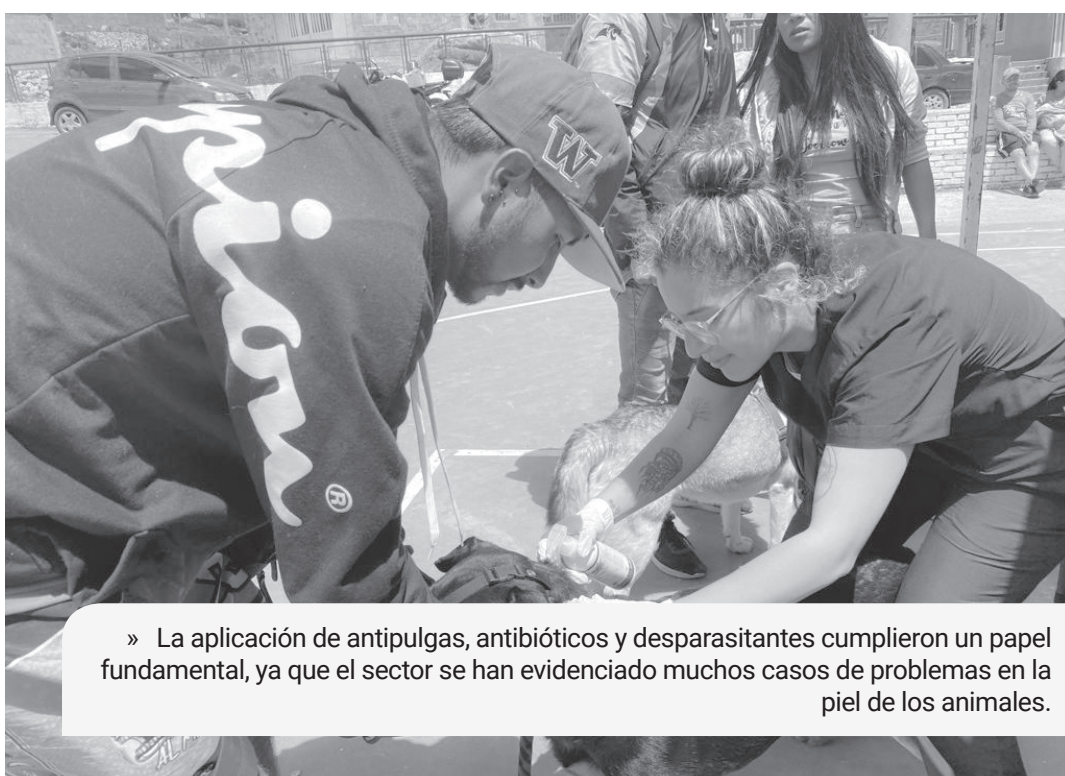 pion
®
W
» La aplicación de antipulgas, antibióticos y desparasitantes cumplieron un papel
fundamental, ya que el sector se han evidenciado muchos casos de problemas en la
piel de los animales.